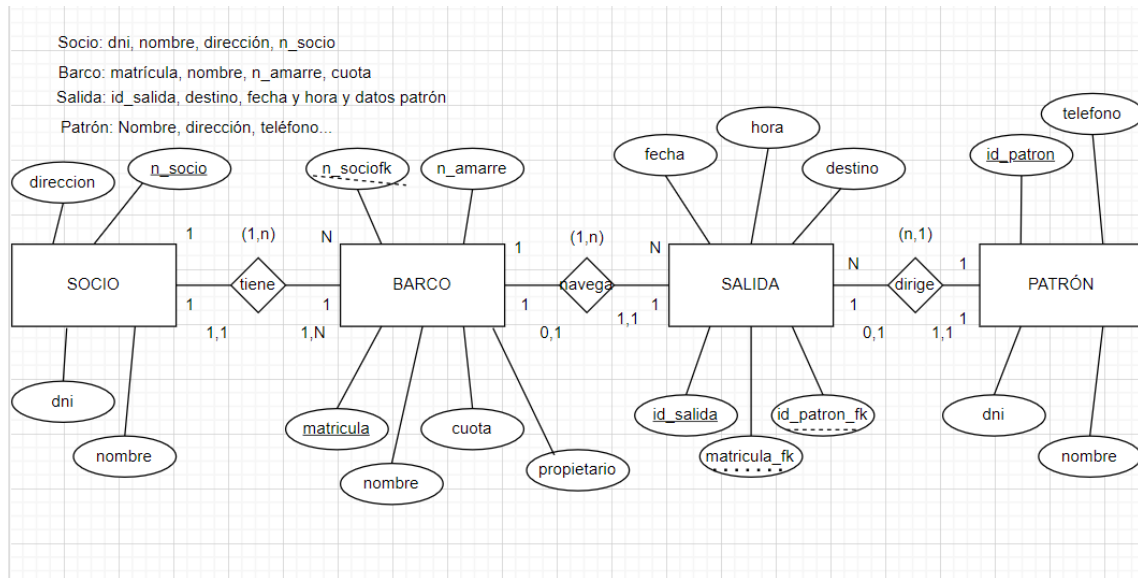 Socio: dni, nombre, dirección, n_socio
Barco: matrícula, nombre, n_amarre, cuota
Salida: id_salida, destino, fecha y hora y datos patrón
Patrón: Nombre, dirección, teléfono...
telefono
hora
fecha
id_patron
n_socio
n_sociofk
n_amarre
destino
direccion
1 (1,n) N
1 (1,n) N
N (n,1) 1
SOCIO
tiene
BARCO
navega
SALIDA
dirige
PATRÓN
1 1
1 1
1 1
1,1 1,N
0,1 1,1
0,1 1,1
dni
matricula
cuota
id_salida
id_patron_fk
dni
nombre
matricula_fk
nombre
propietario
nombre